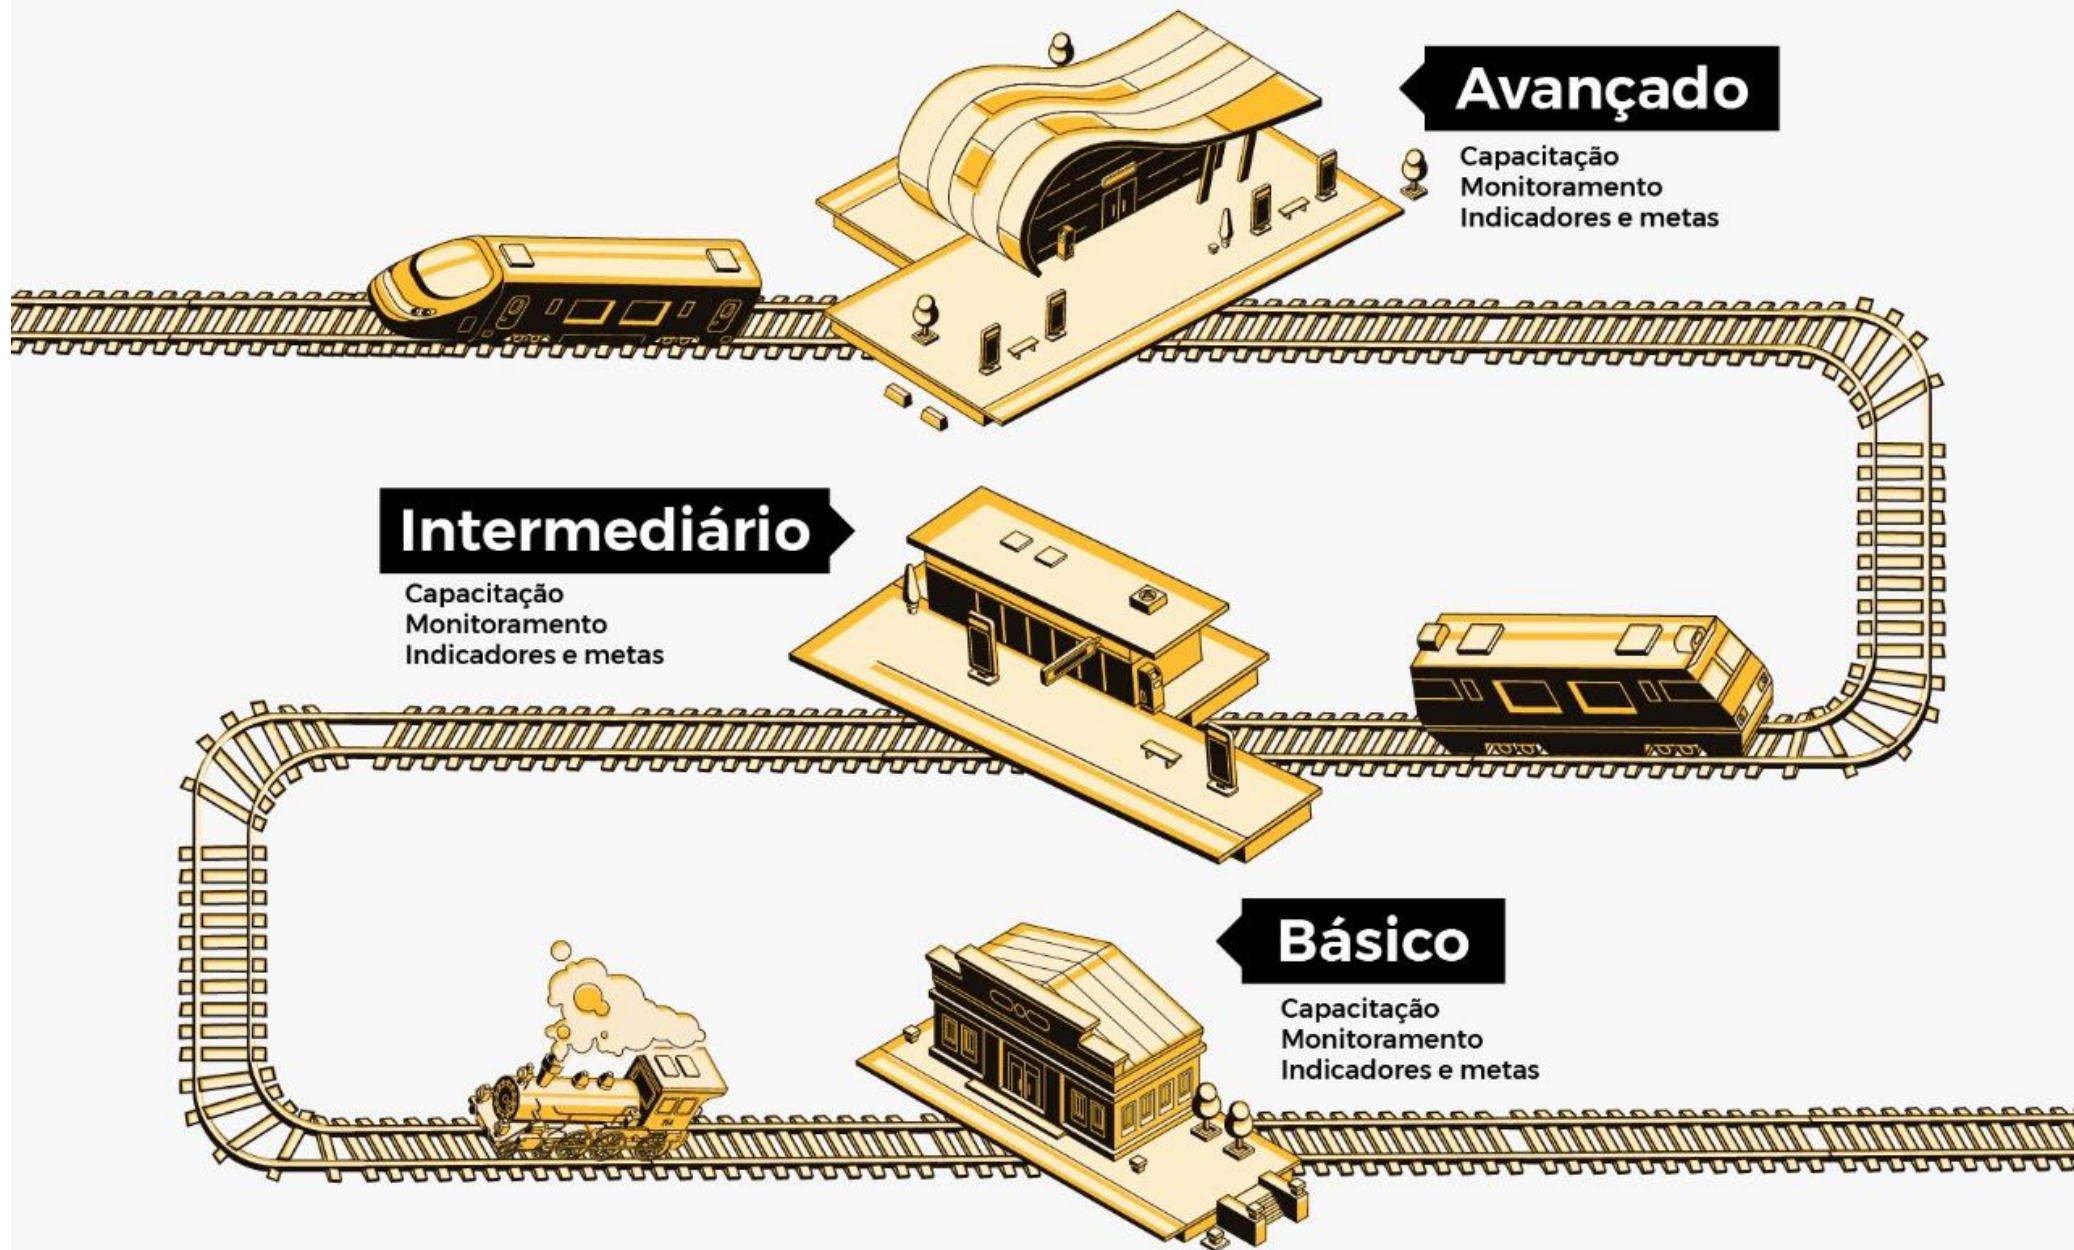 Avançado
Capacitação
Monitoramento
Indicadores e metas
Intermediário
Capacitação
Monitoramento
Indicadores e metas
Básico
Capacitação
Monitoramento
Indicadores e metas